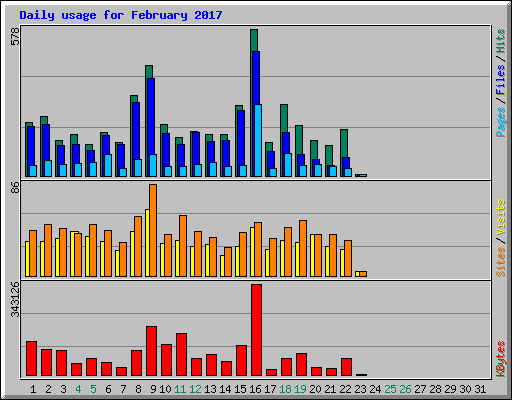 Daily usage for February 2017
578
Pages / Files / Hits
86
Sites / Visits
343126
KBytes
1 2 3 4 5 6 7 8 9 10 11 12 13 14 15 16 17 18 19 20 21 22 23 24 25 26 27 28 29 30 31